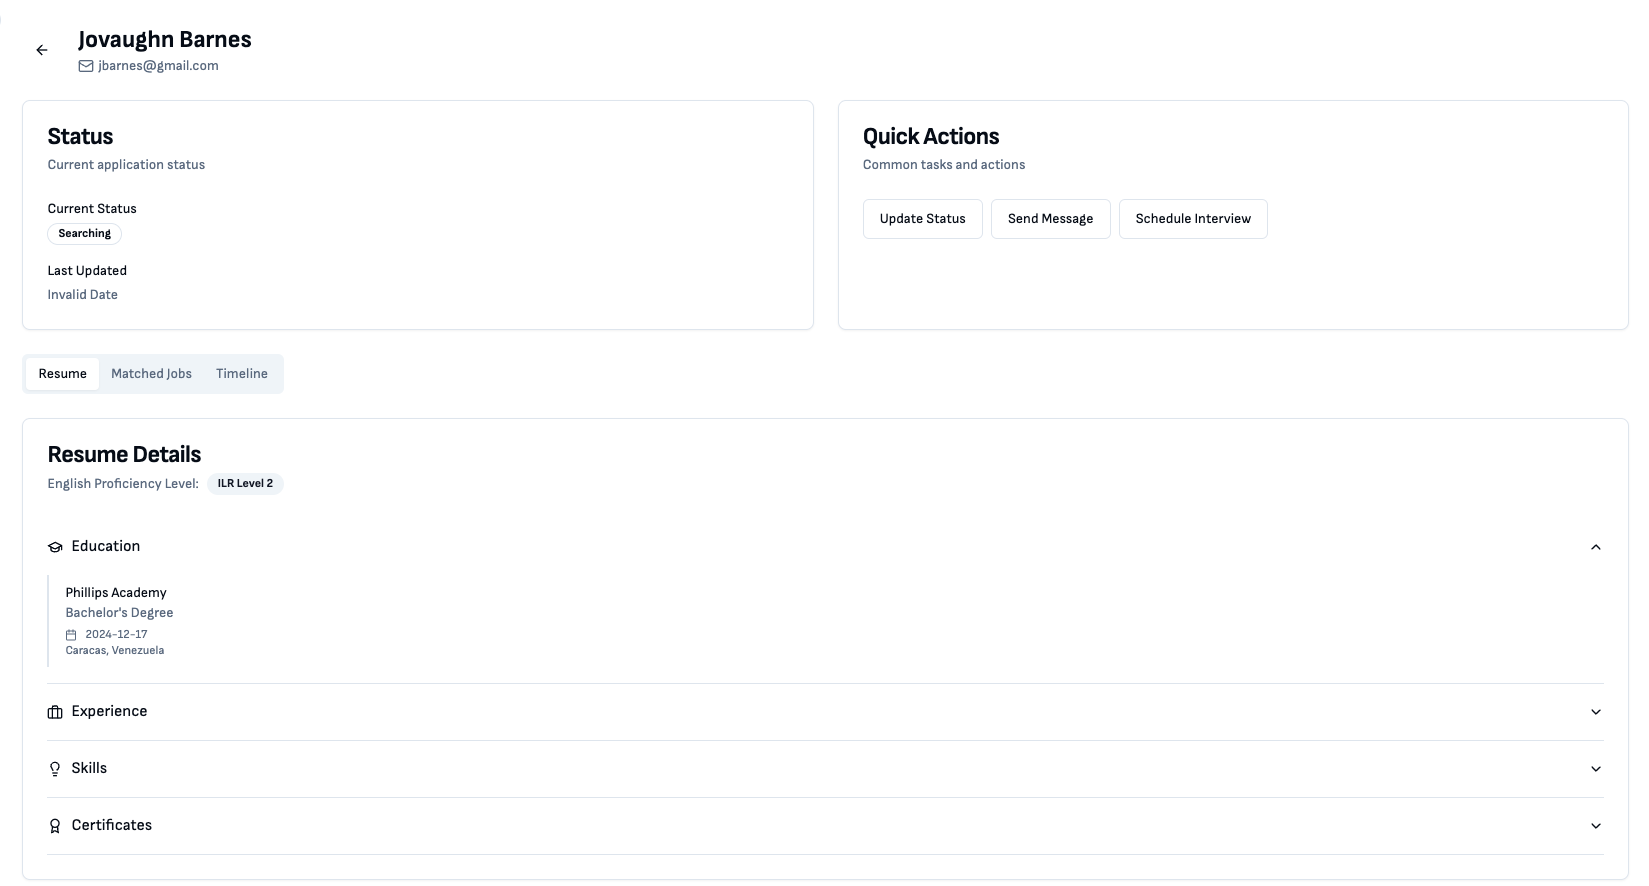 Jovaughn Barnes
jbarnes@gmail.com
Status
Current application status
Current Status
Searching
Last Updated
Invalid Date
Quick Actions
Common tasks and actions
Update Status
Send Message
Schedule Interview
Resume
Matched Jobs
Timeline
Resume Details
English Proficiency Level: ILR Level 2
Education
Phillips Academy
Bachelor's Degree
2024-12-17
Caracas, Venezuela
Experience
Skills
Certificates